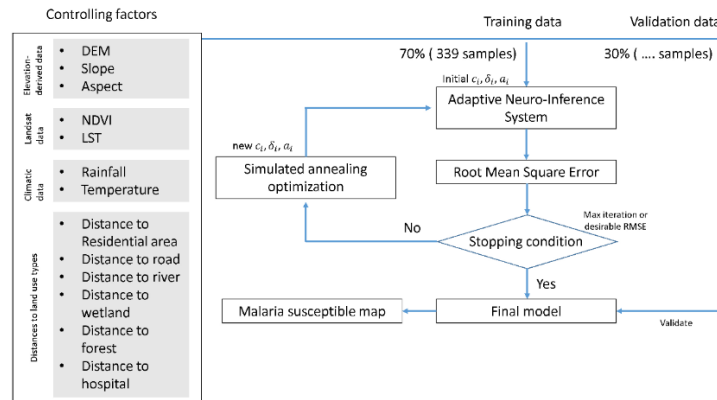 Controlling factors
Elevation-
derived data
• DEM
• Slope
• Aspect
Landsat
data
• NDVI
• LST
Climatic
data
• Rainfall
• Temperature
Distances to land use types
• Distance to
Residential area
• Distance to road
• Distance to river
• Distance to
wetland
• Distance to
forest
• Distance to
hospital
Training data
Validation data
70% ( 339 samples)
30% ( .... samples)
Initial cᵢ, δᵢ, aᵢ
Adaptive Neuro-Inference
System
new cᵢ, δᵢ, aᵢ
Simulated annealing
optimization
Root Mean Square Error
Max iteration or
desirable RMSE
Stopping condition
No
Yes
Malaria susceptible map
Final model
Validate